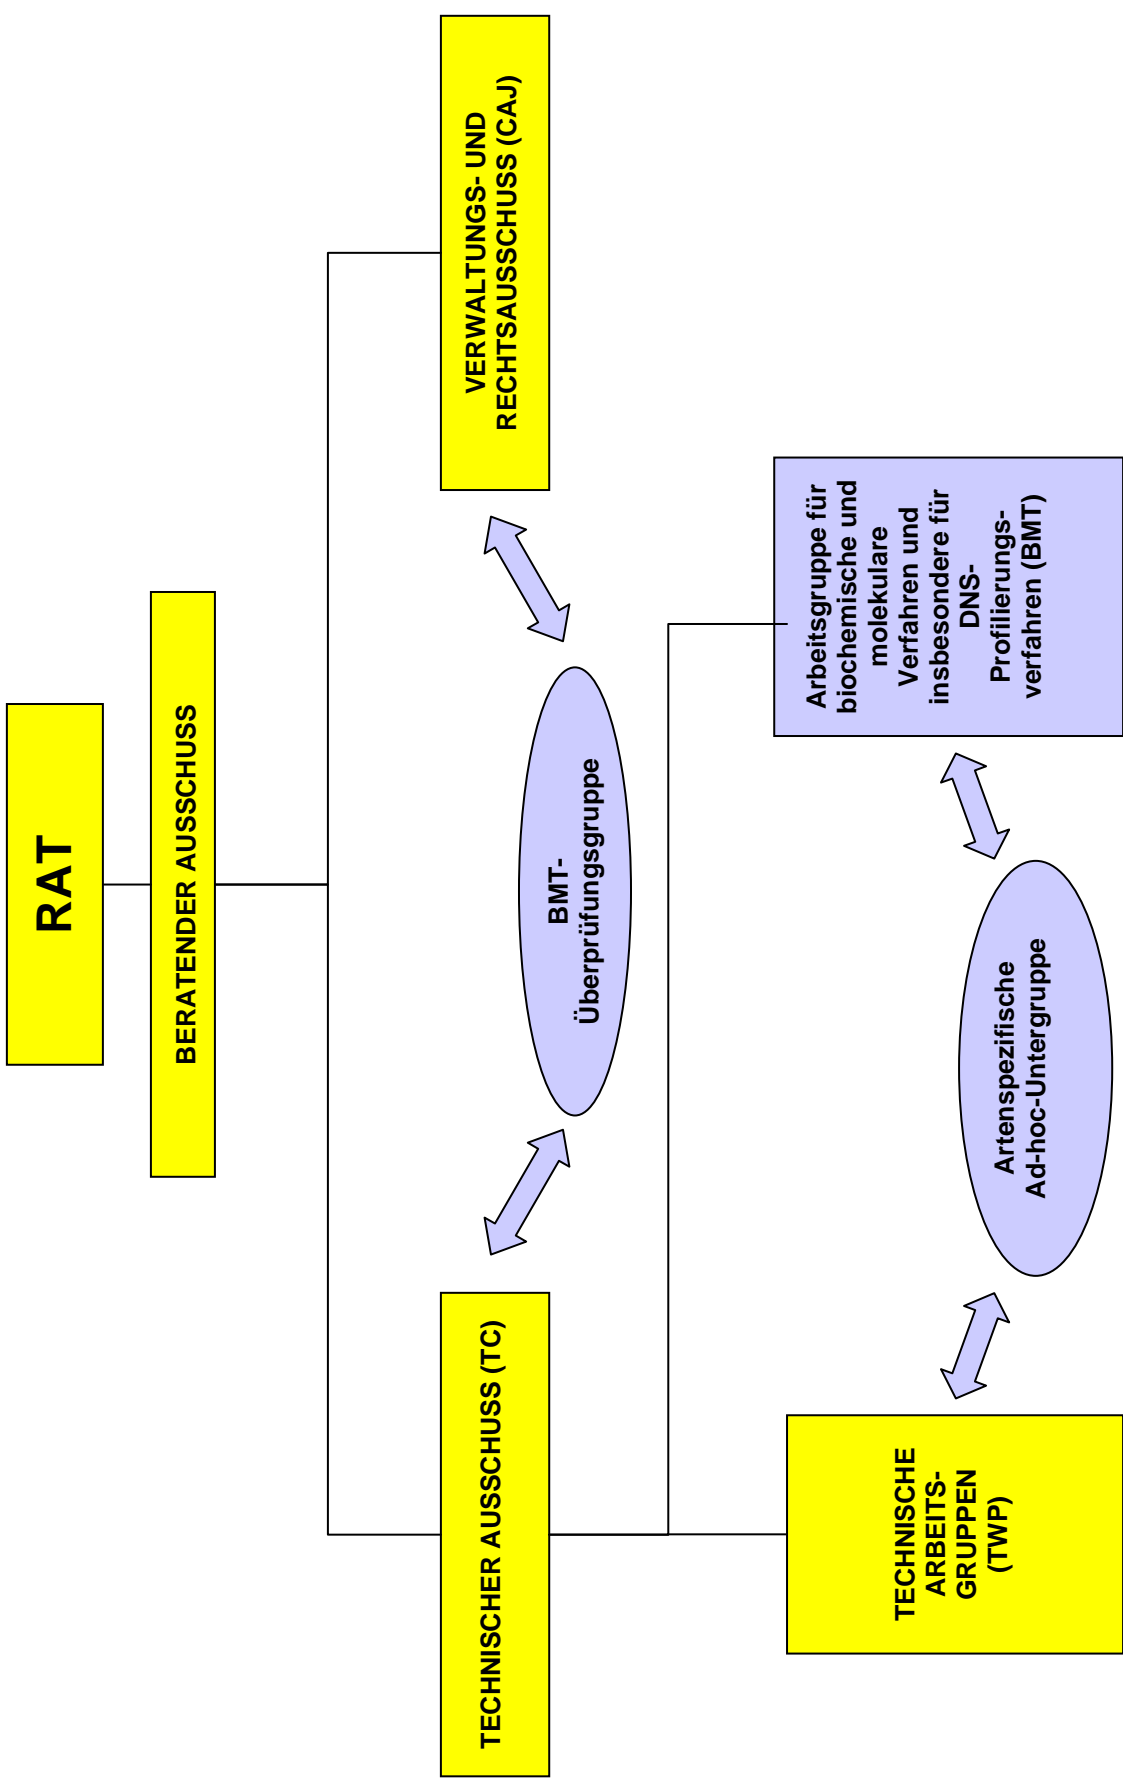 RAT
BERATENDER AUSSCHUSS
TECHNISCHER AUSSCHUSS (TC)
VERWALTUNGS- UND
RECHTSAUSSCHUSS (CAJ)
BMT-
Überprüfungsgruppe
TECHNISCHE
ARBEITS-
GRUPPEN
(TWP)
Arbeitsgruppe für
biochemische und
molekulare
Verfahren und
insbesondere für
DNS-
Profilierungs-
verfahren (BMT)
Artenspezifische
Ad-hoc-Untergruppe